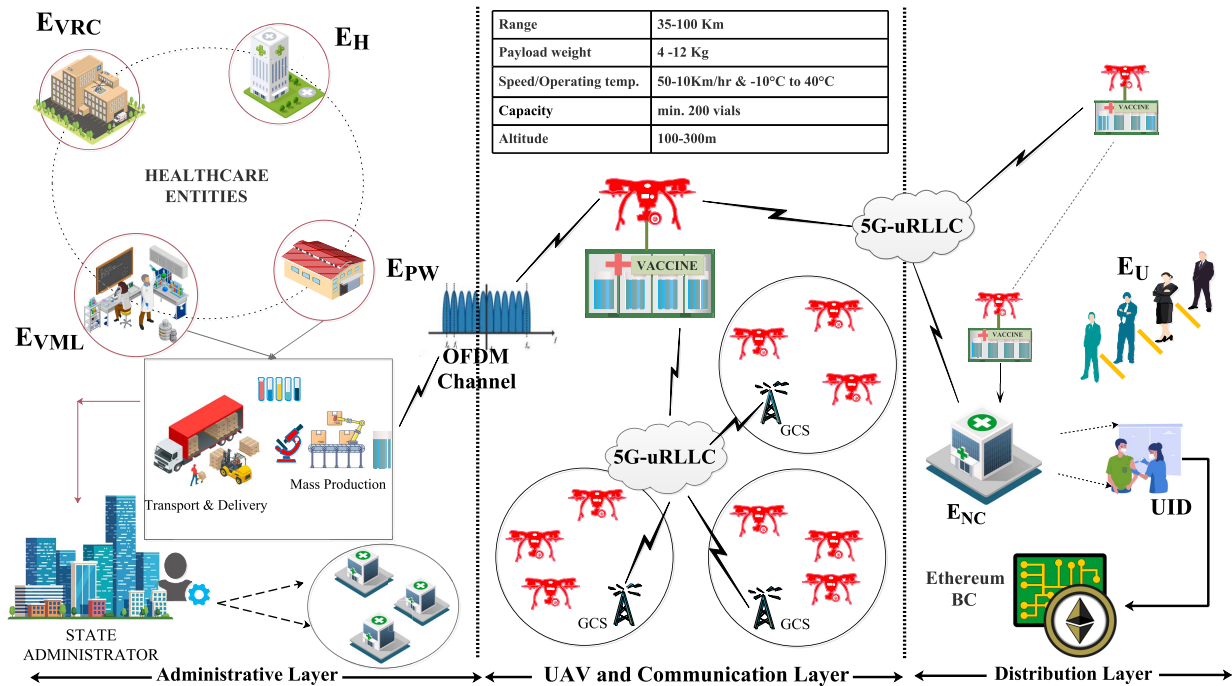 E_VRC
E_H
HEALTHCARE
ENTITIES
E_VML
E_PW
Transport & Delivery
Mass Production
STATE
ADMINISTRATOR
Administrative Layer
Range 35-100 Km
Payload weight 4 -12 Kg
Speed/Operating temp. 50-10Km/hr & -10°C to 40°C
Capacity min. 200 vials
Altitude 100-300m
OFDM
Channel
VACCINE
5G-uRLLC
GCS
GCS
GCS
UAV and Communication Layer
5G-uRLLC
VACCINE
VACCINE
E_U
E_NC
UID
Ethereum
BC
Distribution Layer